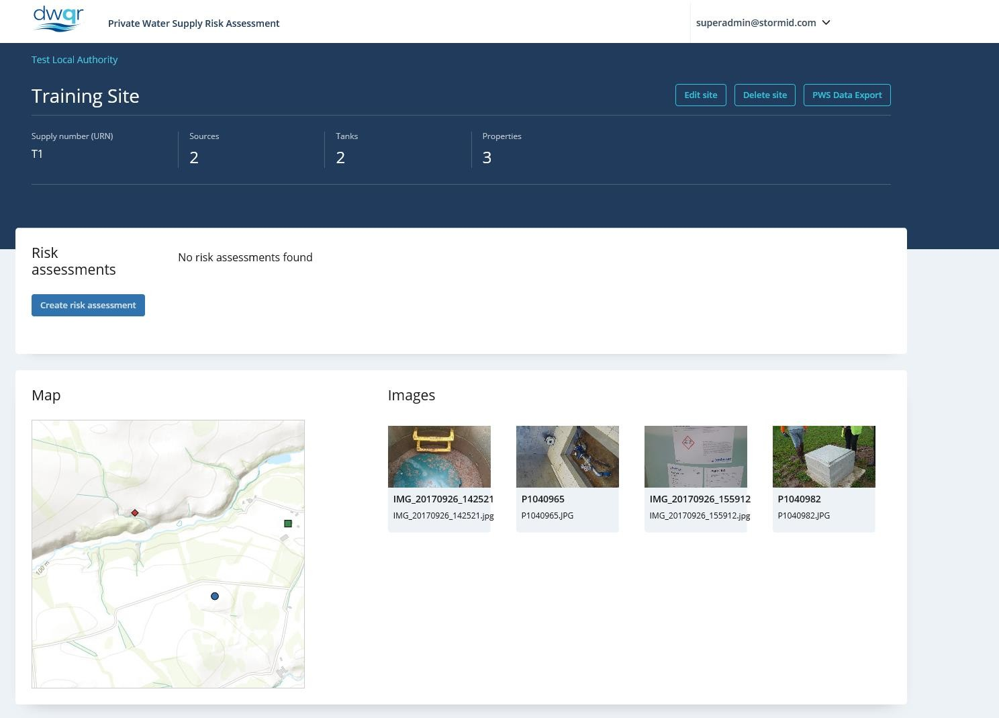 dwqr
Private Water Supply Risk Assessment
superadmin@stormid.com
Test Local Authority
Training Site
Edit site
Delete site
PWS Data Export
Supply number (URN)
T1
Sources
2
Tanks
2
Properties
3
Risk
assessments
No risk assessments found
Create risk assessment
Map
Images
100 m
IMG_20170926_142521
IMG_20170926_142521.jpg
P1040965
P1040965.JPG
IMG_20170926_155912
IMG_20170926_155912.jpg
P1040982
P1040982.JPG